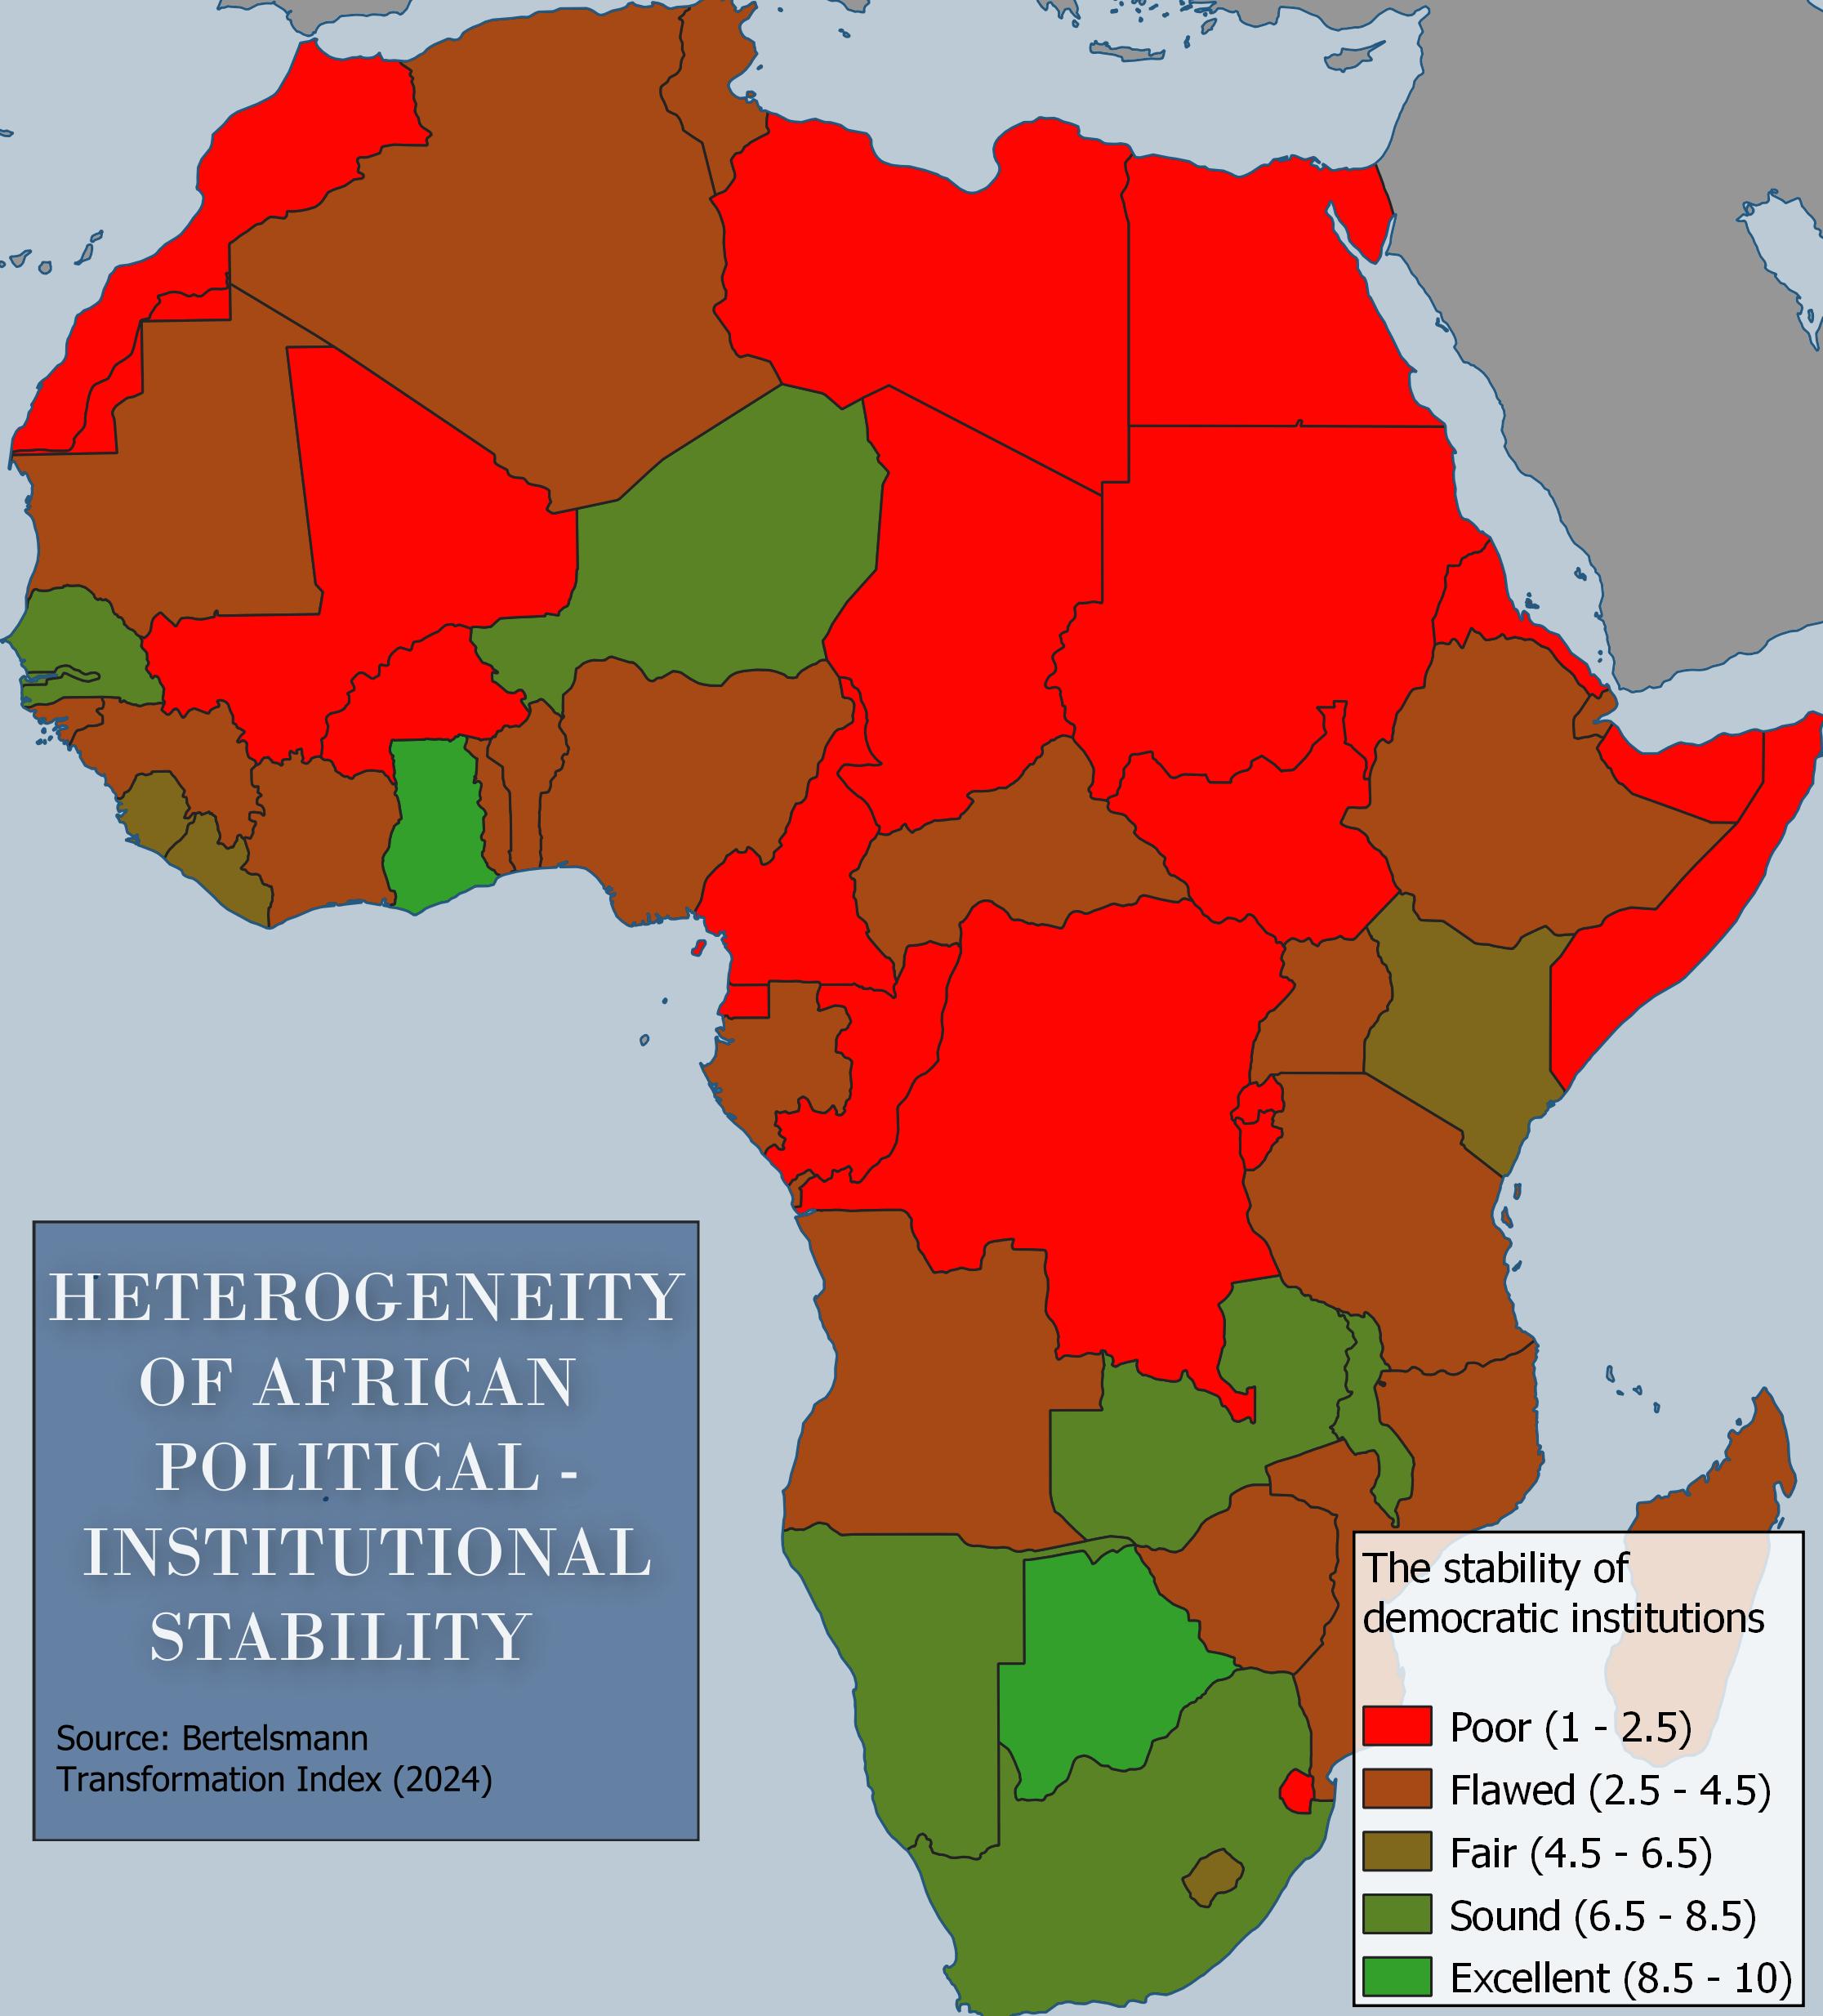 HETEROGENEITY
OF AFRICAN
POLITICAL -
INSTITUTIONAL
STABILITY
Source: Bertelsmann
Transformation Index (2024)
The stability of
democratic institutions
Poor (1 - 2.5)
Flawed (2.5 - 4.5)
Fair (4.5 - 6.5)
Sound (6.5 - 8.5)
Excellent (8.5 - 10)